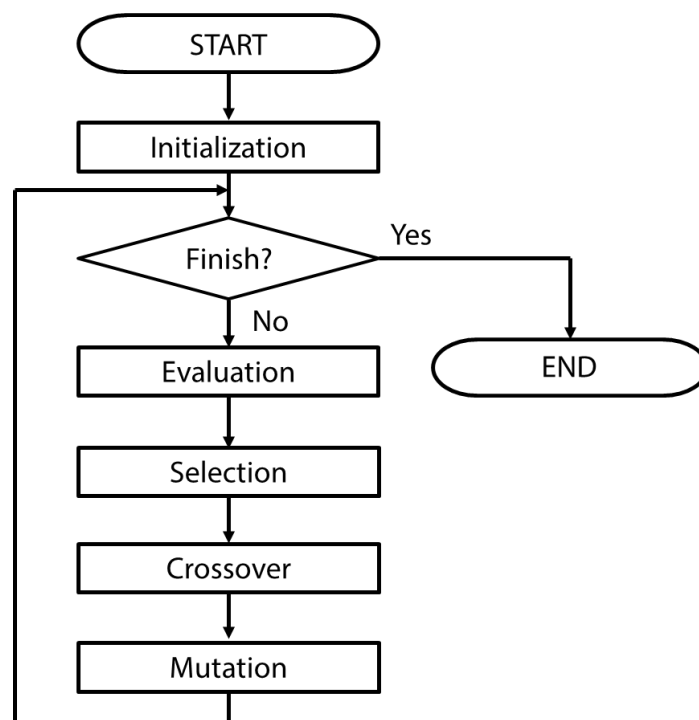 START
Initialization
Finish?
Yes
No
Evaluation
END
Selection
Crossover
Mutation